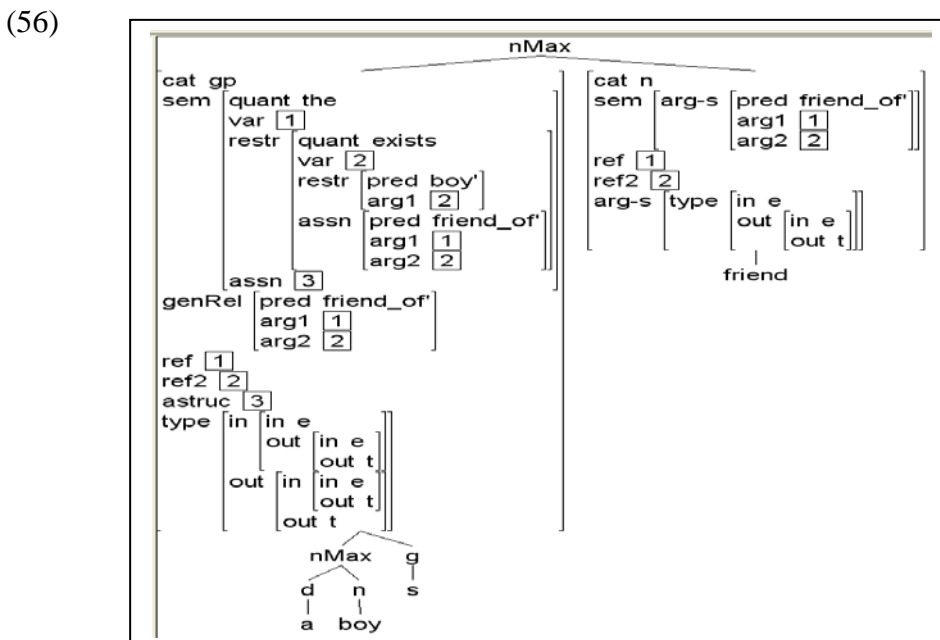 (56)
nMax
cat gp
sem quant the
var 1
restr quant exists
var 2
restr pred boy'
arg1 2
assn pred friend_of'
arg1 1
arg2 2
assn 3
genRel pred friend_of'
arg1 1
arg2 2
ref 1
ref2 2
astruc 3
type in in e
out in e
out t
out in in e
out t
out t
nMax g
d n s
a boy
cat n
sem arg-s pred friend_of'
arg1 1
arg2 2
ref 1
ref2 2
arg-s type in e
out in e
out t
friend